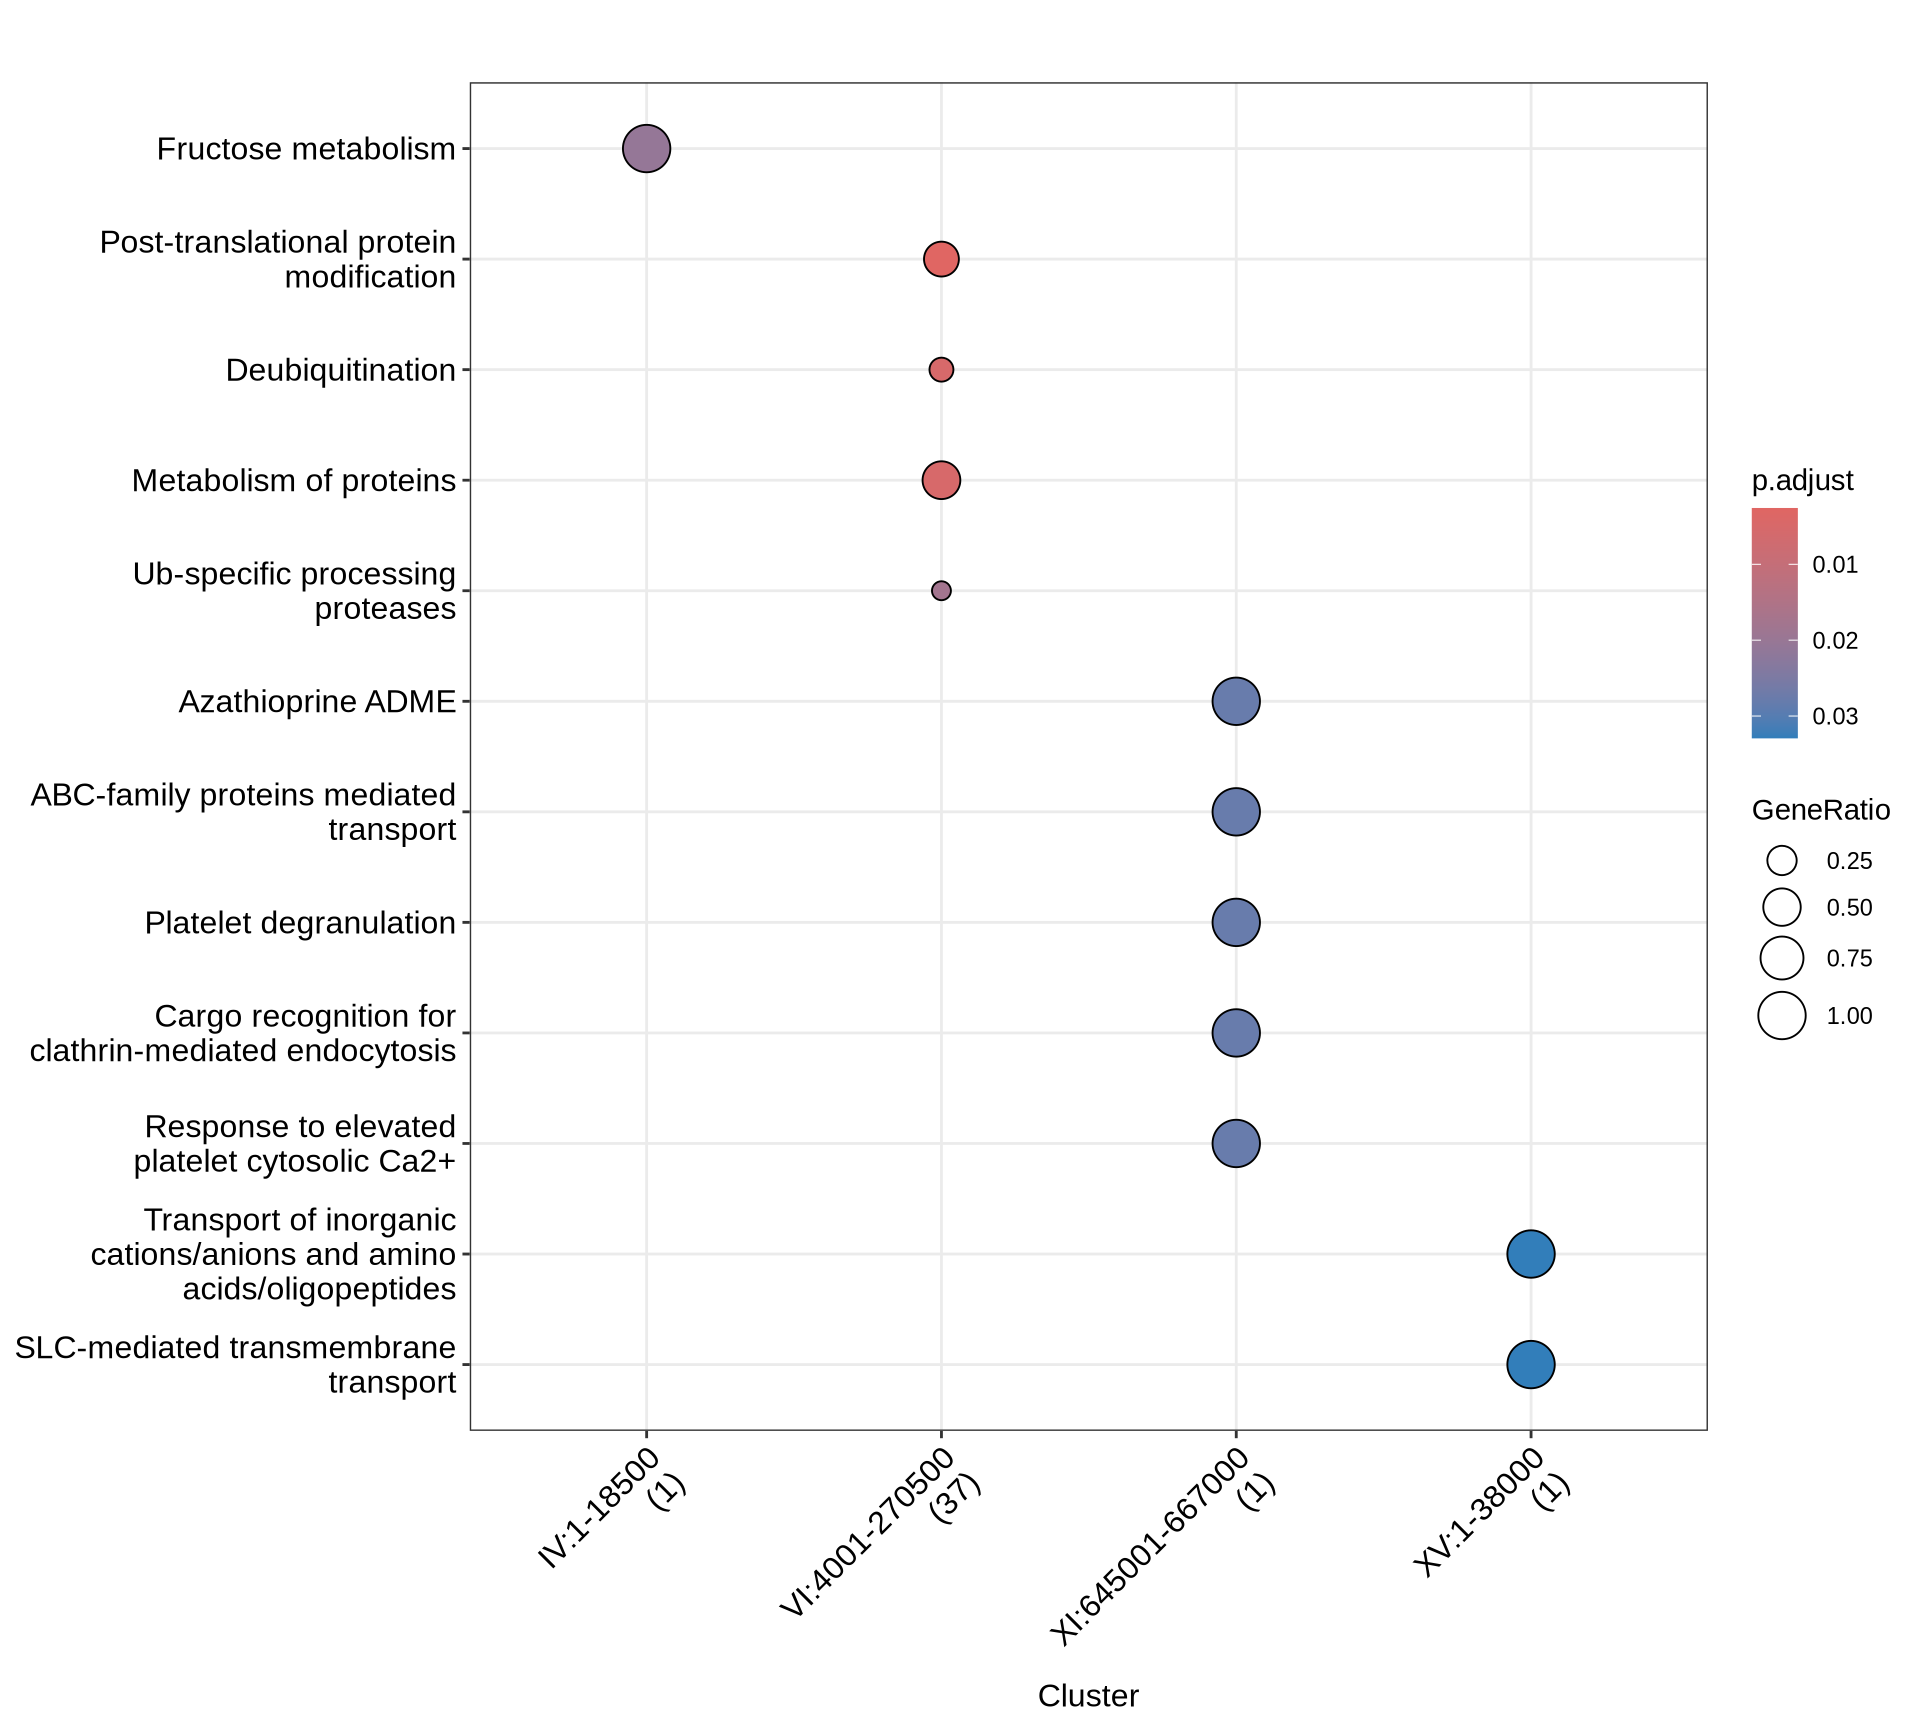 Fructose metabolism
Post-translational protein
modification
Deubiquitination
Metabolism of proteins
Ub-specific processing
proteases
Azathioprine ADME
ABC-family proteins mediated
transport
Platelet degranulation
Cargo recognition for
clathrin-mediated endocytosis
Response to elevated
platelet cytosolic Ca2+
Transport of inorganic
cations/anions and amino
acids/oligopeptides
SLC-mediated transmembrane
transport
IV:1-18500
(1)
VI:4001-270500
(37)
XI:645001-667000
(1)
XV:1-38000
(1)
Cluster
p.adjust
0.01
0.02
0.03
GeneRatio
0.25
0.50
0.75
1.00